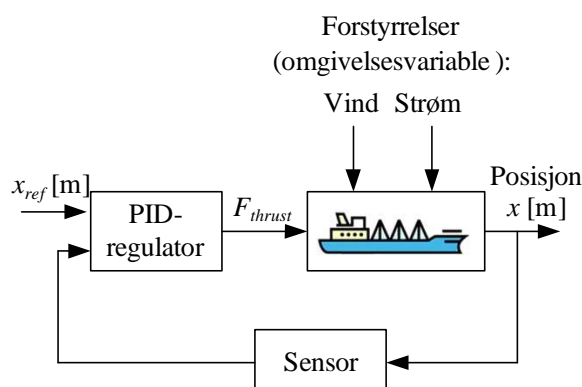 Forstyrrelser
(omgivelsesvariable ):
Vind Strøm
x_ref [m]
PID-
regulator
F_thrust
Posisjon
x [m]
Sensor